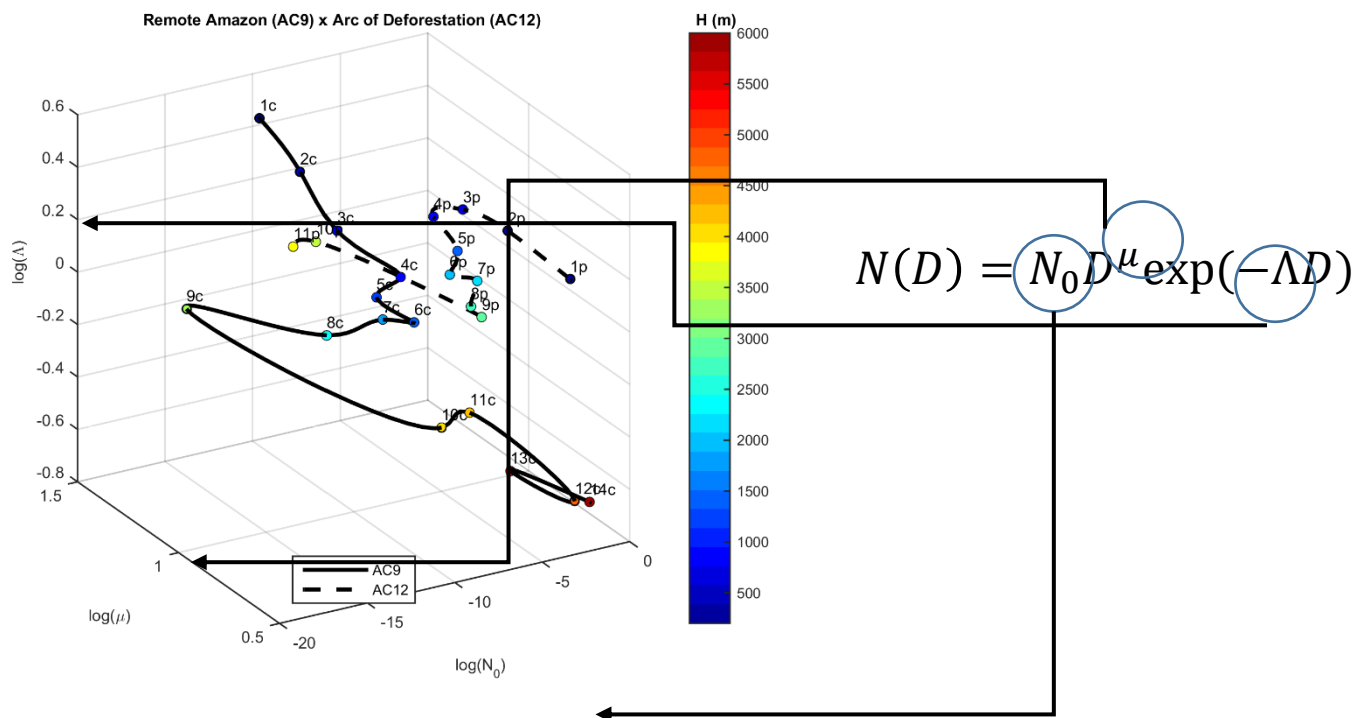 Remote Amazon (AC9) x Arc of Deforestation (AC12)
H (m)
log(Λ)
0.6
0.4
0.2
0
-0.2
-0.4
-0.6
-0.8
1.5
1
0.5
log(μ)
-20
-15
-10
-5
0
log(N₀)
1c
2c
3c
4c
5c
6c
7c
8c
9c
10c
11c
12c
13c
14c
1p
2p
3p
4p
5p
6p
7p
8p
9p
10
11p
AC9
AC12
6000
5500
5000
4500
4000
3500
3000
2500
2000
1500
1000
500
N(D) = N₀D^μ exp(−ΛD)